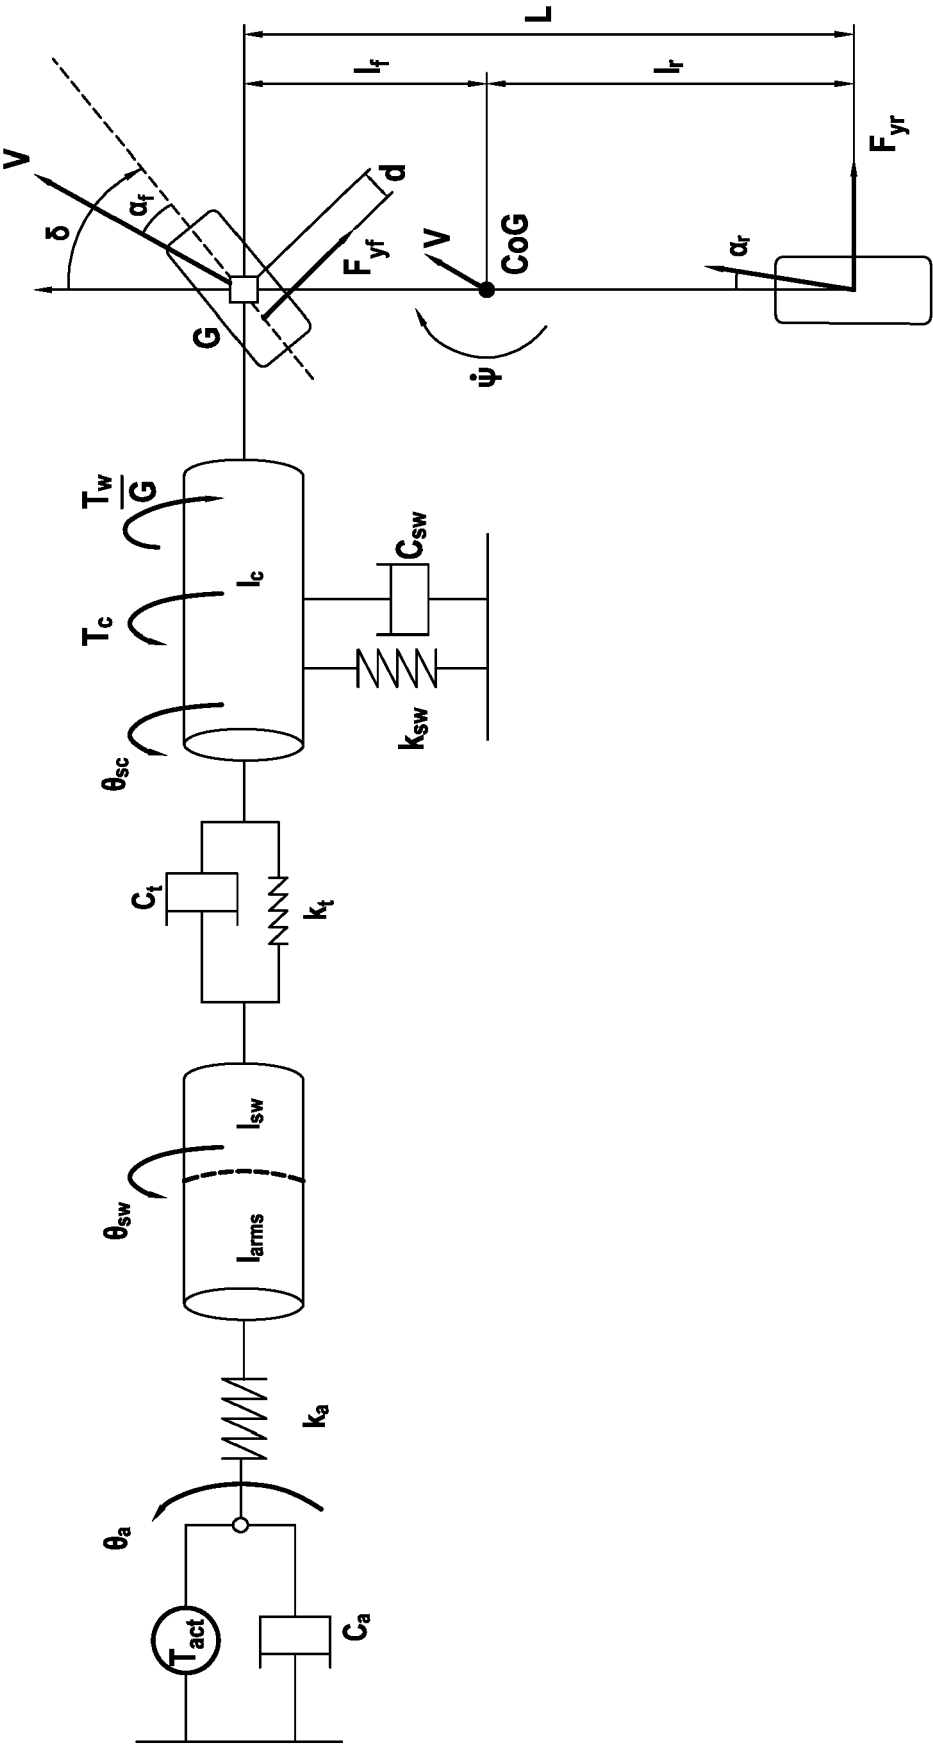 T_act
C_a
θ_a
k_a
θ_sw
I_arms
I_sw
C_t
k_t
θ_sc
T_c
T_w
G
I_c
k_sw
C_sw
G
δ
V
α_f
F_yf
d
ψ̇
V
CoG
α_r
F_yr
l_f
l_r
L